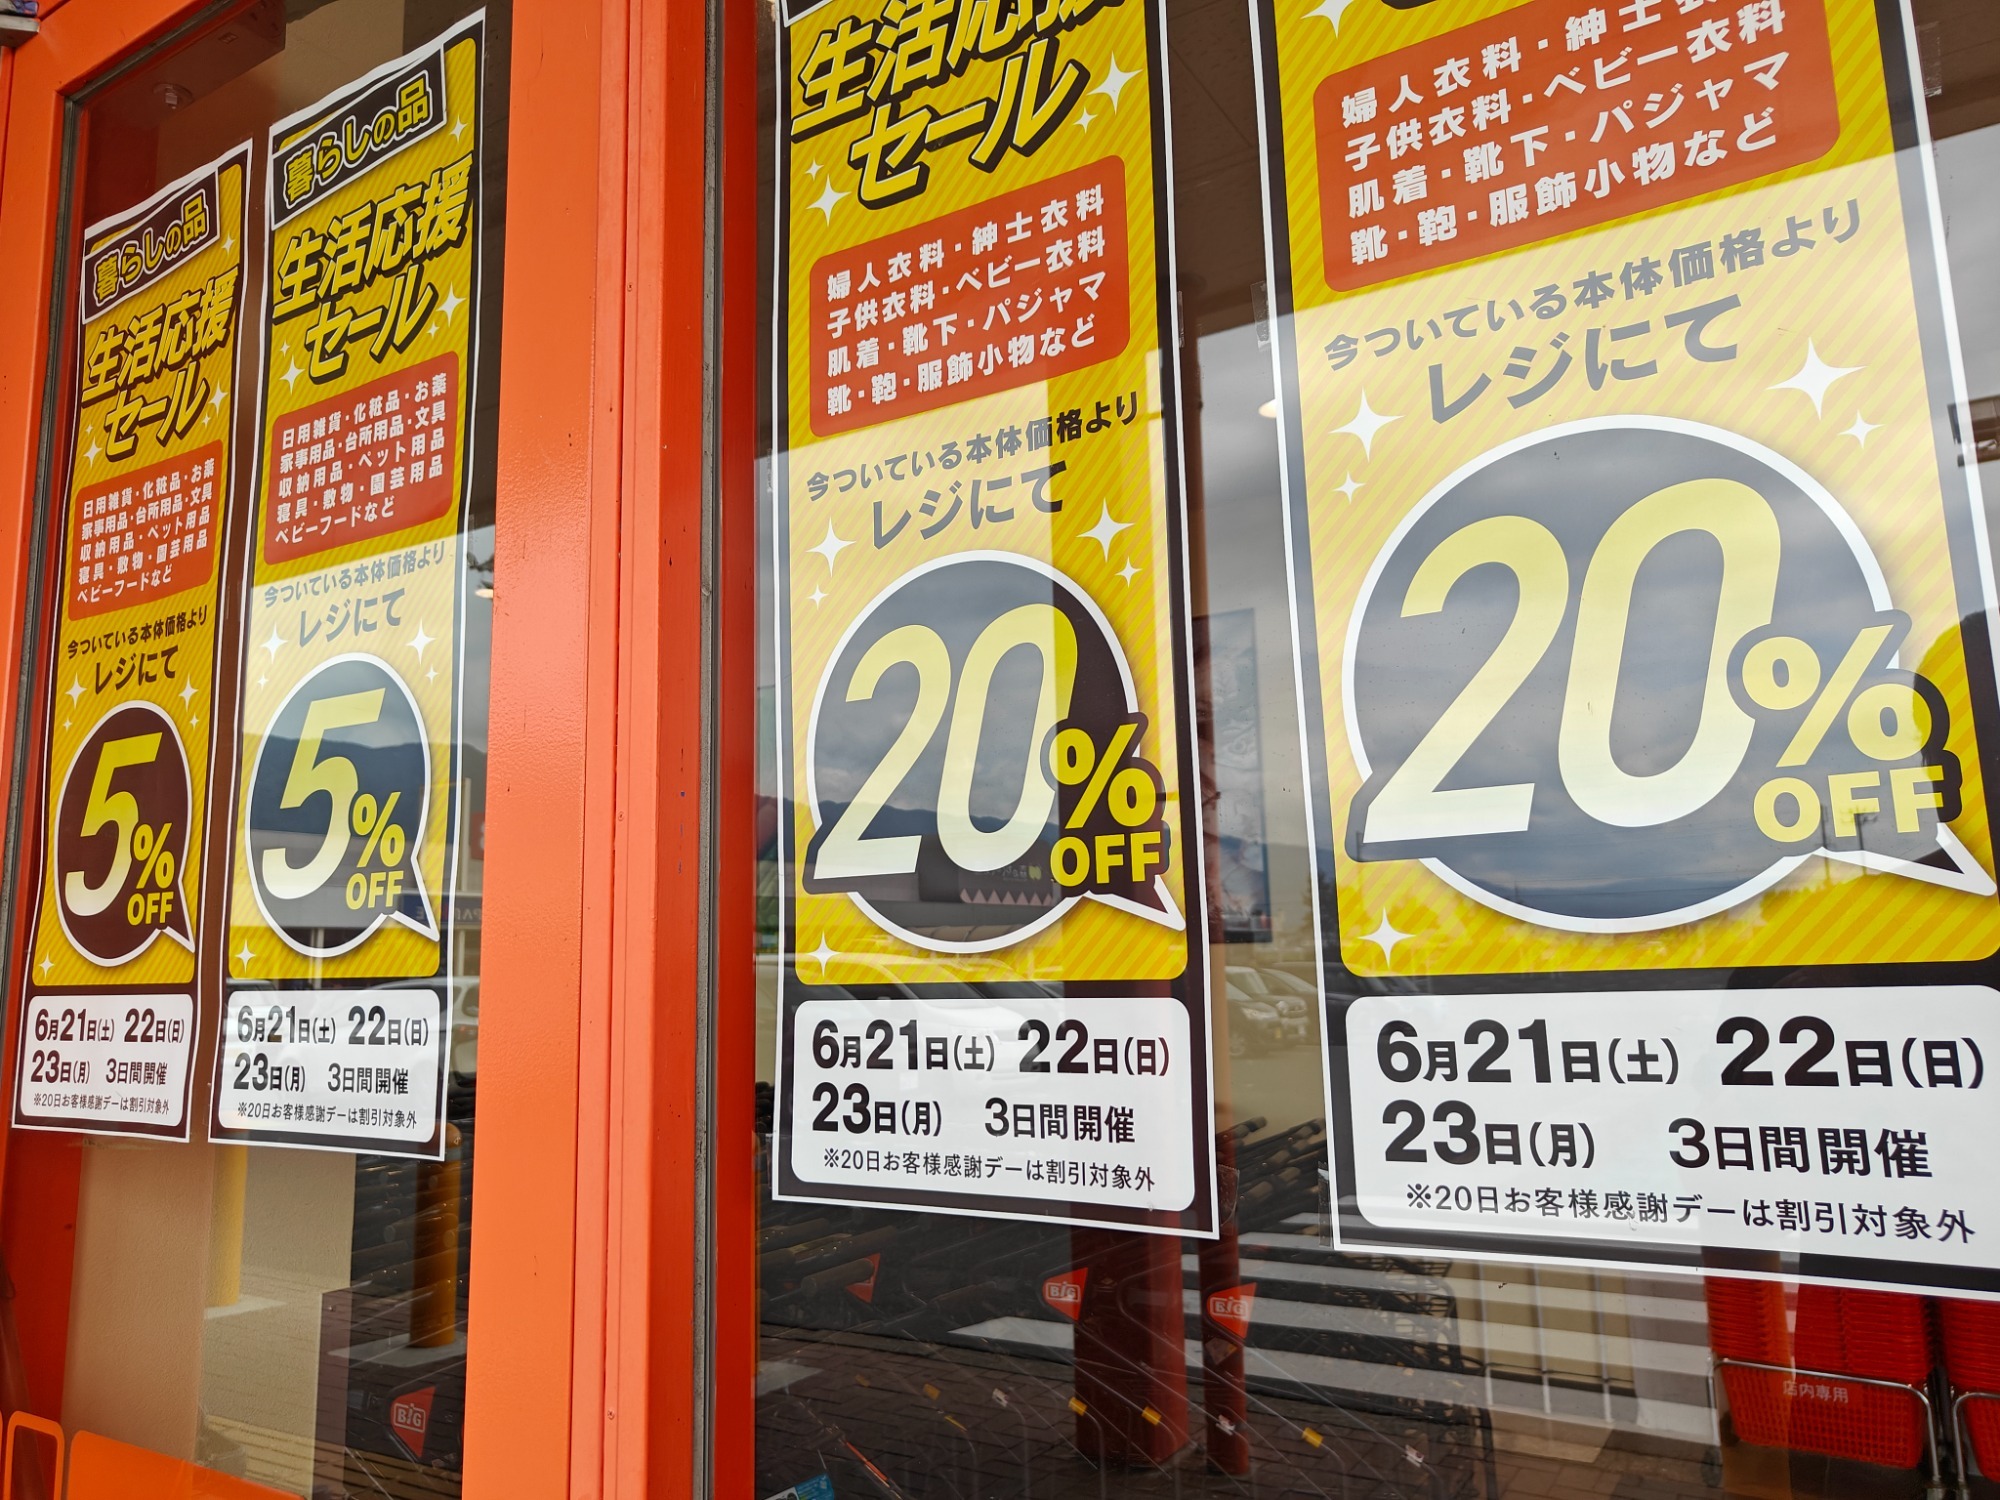 暮らしの品
生活応援
セール
日用雑貨・化粧品・お薬
家事用品・台所用品・文具
収納用品・ペット用品
寝具・敷物・園芸用品
ベビーフードなど
今ついている本体価格より
レジにて
5%
OFF
6月21日(土) 22日(日)
23日(月) 3日間開催
※20日お客様感謝デーは割引対象外
暮らしの品
生活応援
セール
日用雑貨・化粧品・お薬
家事用品・台所用品・文具
収納用品・ペット用品
寝具・敷物・園芸用品
ベビーフードなど
今ついている本体価格より
レジにて
5%
OFF
6月21日(土) 22日(日)
23日(月) 3日間開催
※20日お客様感謝デーは割引対象外
生活応援
セール
婦人衣料・紳士衣料
子供衣料・ベビー衣料
肌着・靴下・パジャマ
靴・鞄・服飾小物など
今ついている本体価格より
レジにて
20%
OFF
6月21日(土) 22日(日)
23日(月) 3日間開催
※20日お客様感謝デーは割引対象外
婦人衣料・紳士衣料
子供衣料・ベビー衣料
肌着・靴下・パジャマ
靴・鞄・服飾小物など
今ついている本体価格より
レジにて
20%
OFF
6月21日(土) 22日(日)
23日(月) 3日間開催
※20日お客様感謝デーは割引対象外
BiG
BiG
BiG
店内専用